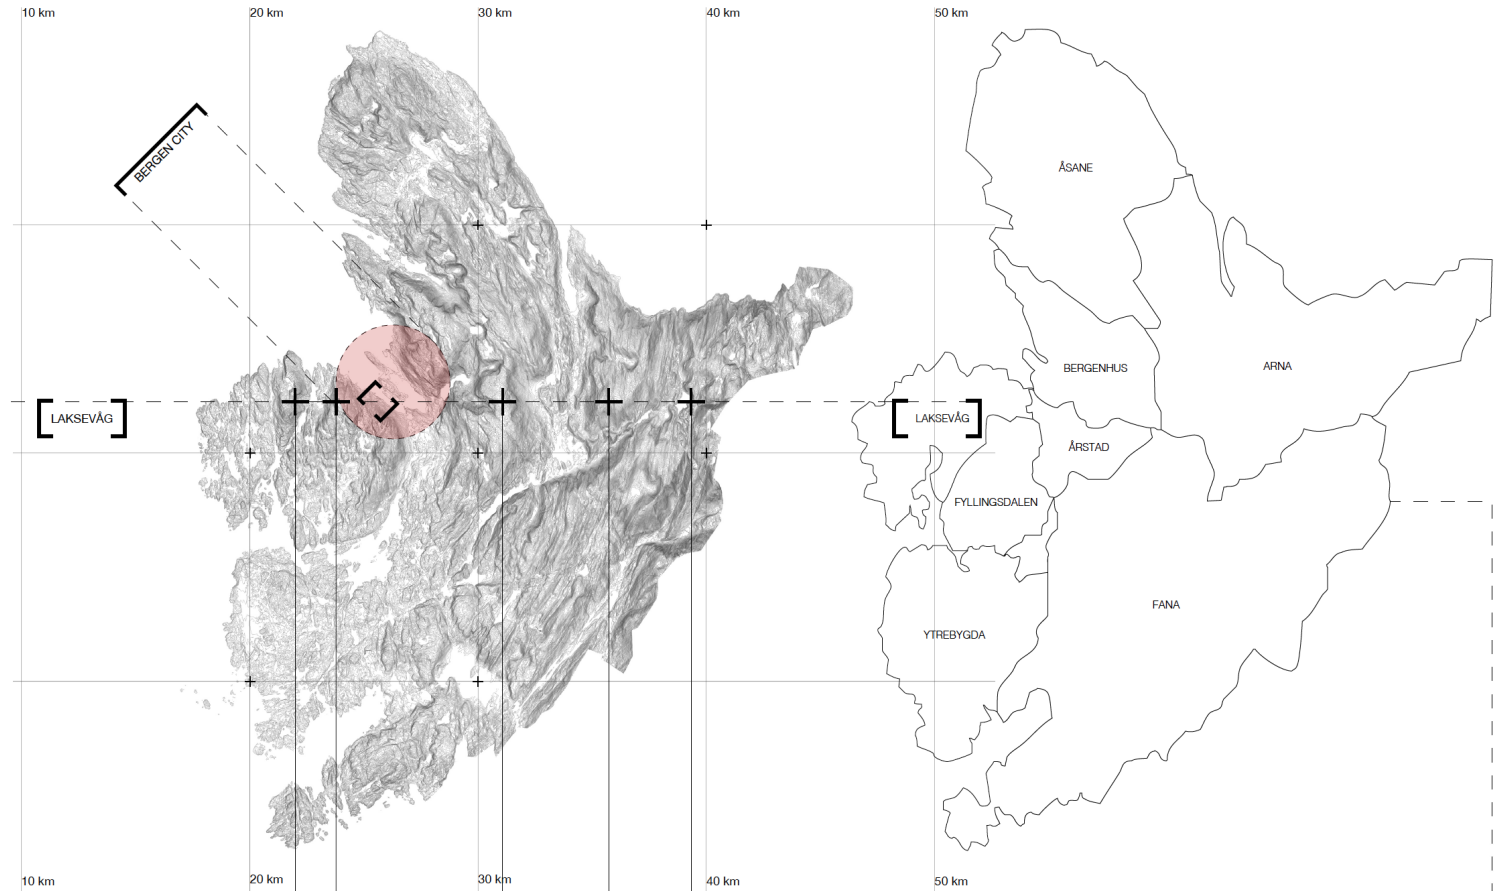 10 km
20 km
30 km
40 km
50 km
BERGEN CITY
ÅSANE
BERGENHUS
ARNA
LAKSEVÅG
LAKSEVÅG
ÅRSTAD
FYLLINGSDALEN
FANA
YTREBYGDA
10 km
20 km
30 km
40 km
50 km